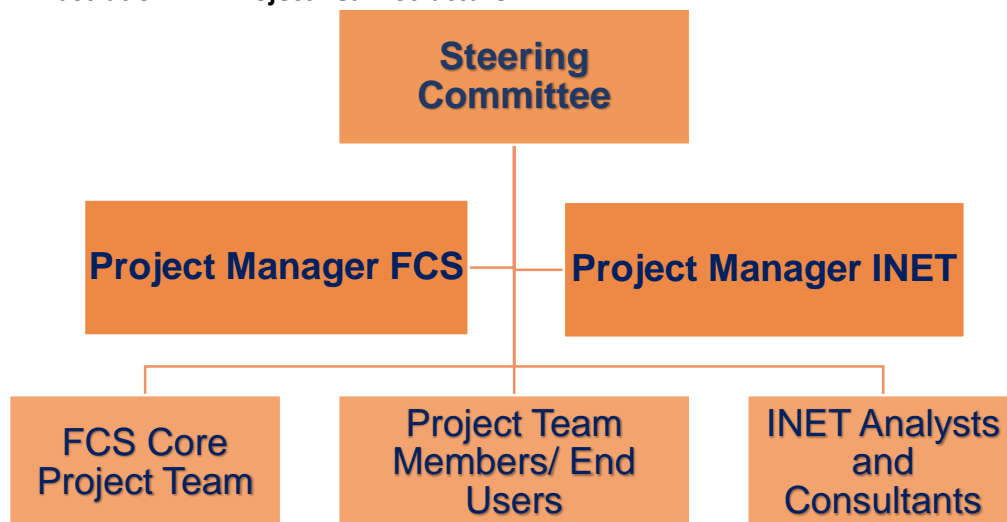 Steering
Committee
Project Manager FCS
Project Manager INET
FCS Core
Project Team
Project Team
Members/ End
Users
INET Analysts
and
Consultants